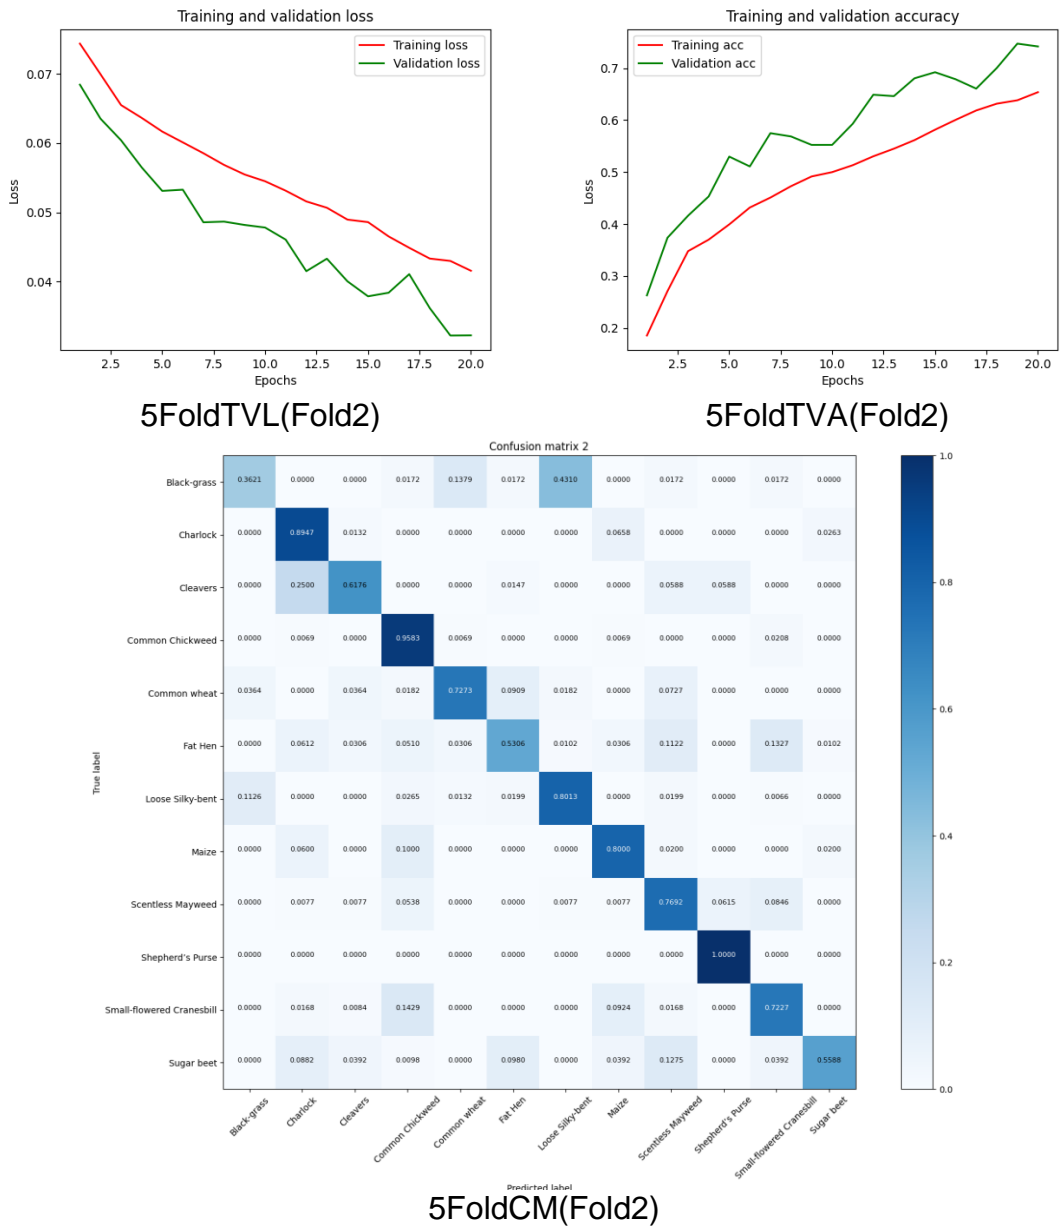 Training and validation loss
Training loss
Validation loss
0.07
0.06
0.05
0.04
Loss
2.5 5.0 7.5 10.0 12.5 15.0 17.5 20.0
Epochs
5FoldTVL(Fold2)
Training and validation accuracy
Training acc
Validation acc
0.7
0.6
0.5
0.4
0.3
0.2
Loss
2.5 5.0 7.5 10.0 12.5 15.0 17.5 20.0
Epochs
5FoldTVA(Fold2)
Confusion matrix 2
True label
Black-grass 0.3621 0.0000 0.0000 0.0172 0.1379 0.0172 0.4310 0.0000 0.0172 0.0000 0.0172 0.0000
Charlock 0.0000 0.8947 0.0132 0.0000 0.0000 0.0000 0.0000 0.0658 0.0000 0.0000 0.0000 0.0263
Cleavers 0.0000 0.2500 0.6176 0.0000 0.0000 0.0147 0.0000 0.0000 0.0588 0.0588 0.0000 0.0000
Common Chickweed 0.0000 0.0069 0.0000 0.9583 0.0069 0.0000 0.0000 0.0069 0.0000 0.0000 0.0208 0.0000
Common wheat 0.0364 0.0000 0.0364 0.0182 0.7273 0.0909 0.0182 0.0000 0.0727 0.0000 0.0000 0.0000
Fat Hen 0.0000 0.0612 0.0306 0.0510 0.0306 0.5306 0.0102 0.0306 0.1122 0.0000 0.1327 0.0102
Loose Silky-bent 0.1126 0.0000 0.0000 0.0265 0.0132 0.0199 0.8013 0.0000 0.0199 0.0000 0.0066 0.0000
Maize 0.0000 0.0600 0.0000 0.1000 0.0000 0.0000 0.0000 0.8000 0.0200 0.0000 0.0000 0.0200
Scentless Mayweed 0.0000 0.0077 0.0077 0.0538 0.0000 0.0000 0.0077 0.0077 0.7692 0.0615 0.0846 0.0000
Shepherd's Purse 0.0000 0.0000 0.0000 0.0000 0.0000 0.0000 0.0000 0.0000 0.0000 1.0000 0.0000 0.0000
Small-flowered Cranesbill 0.0000 0.0168 0.0084 0.1429 0.0000 0.0000 0.0000 0.0924 0.0168 0.0000 0.7227 0.0000
Sugar beet 0.0000 0.0882 0.0392 0.0098 0.0000 0.0980 0.0000 0.0392 0.1275 0.0000 0.0392 0.5588
Black-grass Charlock Cleavers Common Chickweed Common wheat Fat Hen Loose Silky-bent Maize Scentless Mayweed Shepherd's Purse Small-flowered Cranesbill Sugar beet
Predicted label
1.0
0.8
0.6
0.4
0.2
0.0
5FoldCM(Fold2)